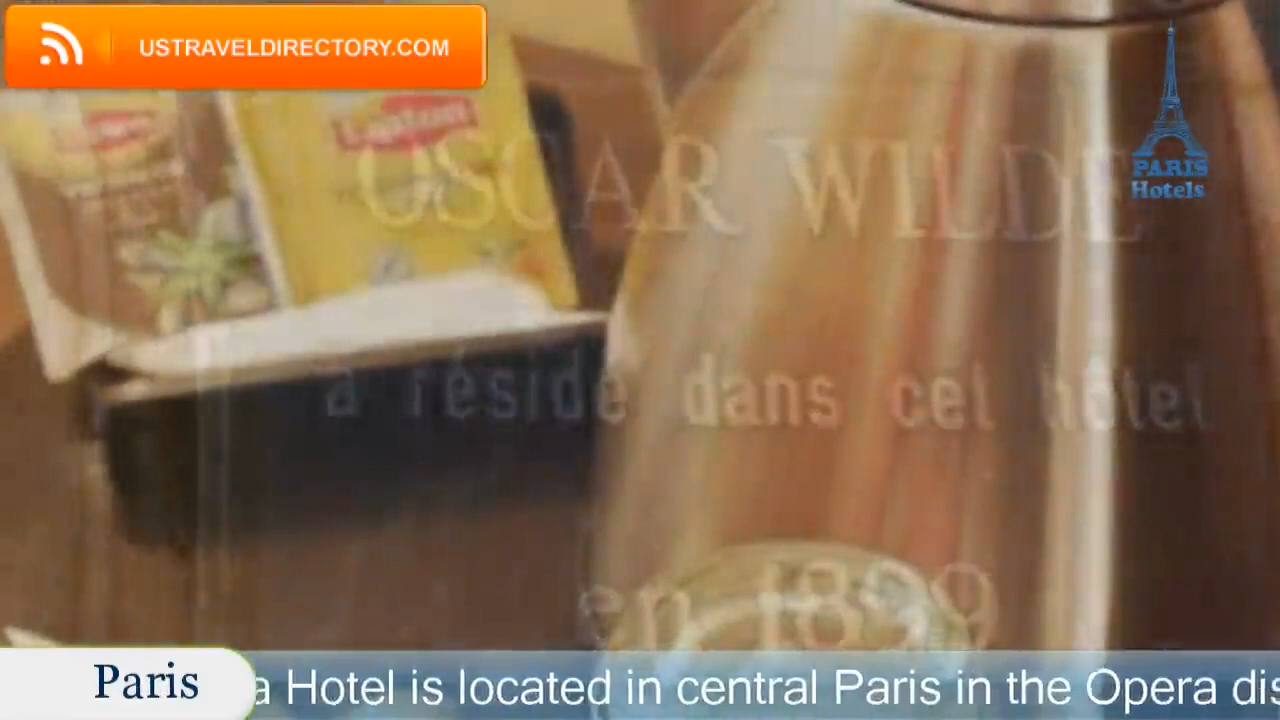 USTRAVELDIRECTORY.COM
Lipton
OSCAR WILDE
PARIS
Hotels
a résidé dans cet hôtel
en 1899
Paris
a Hotel is located in central Paris in the Opera dis